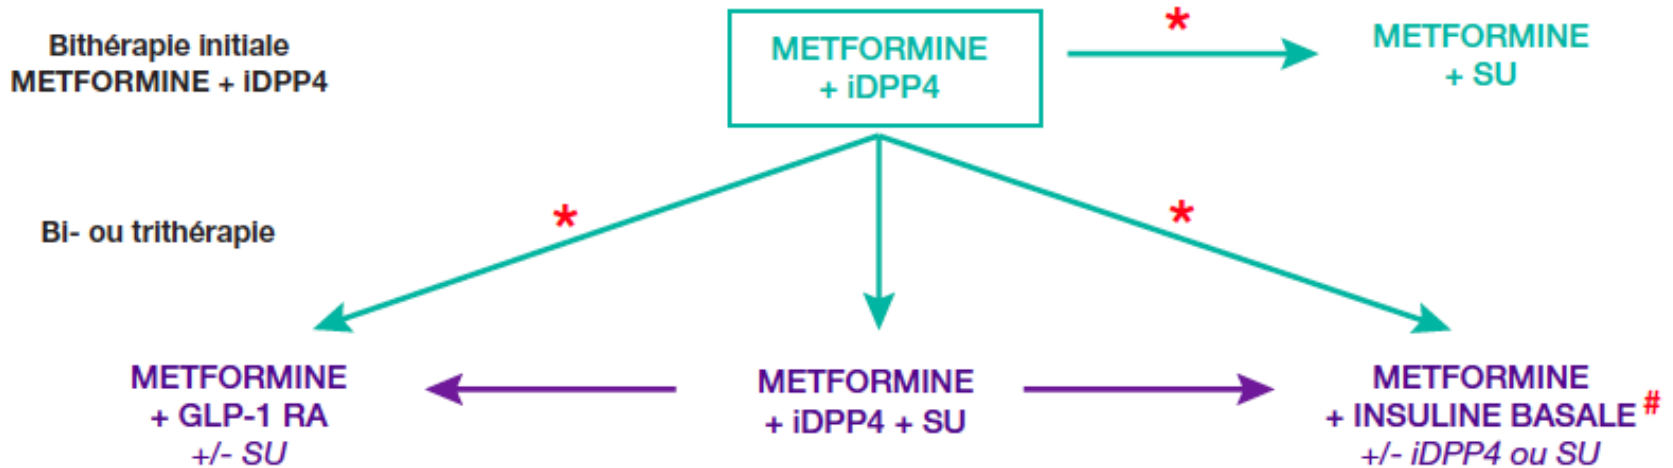 Bithérapie initiale
METFORMINE + iDPP4
METFORMINE
+ iDPP4
*
METFORMINE
+ SU
Bi- ou trithérapie
*
*
METFORMINE
+ GLP-1 RA
+/- SU
METFORMINE
+ iDPP4 + SU
METFORMINE
+ INSULINE BASALE #
+/- iDPP4 ou SU